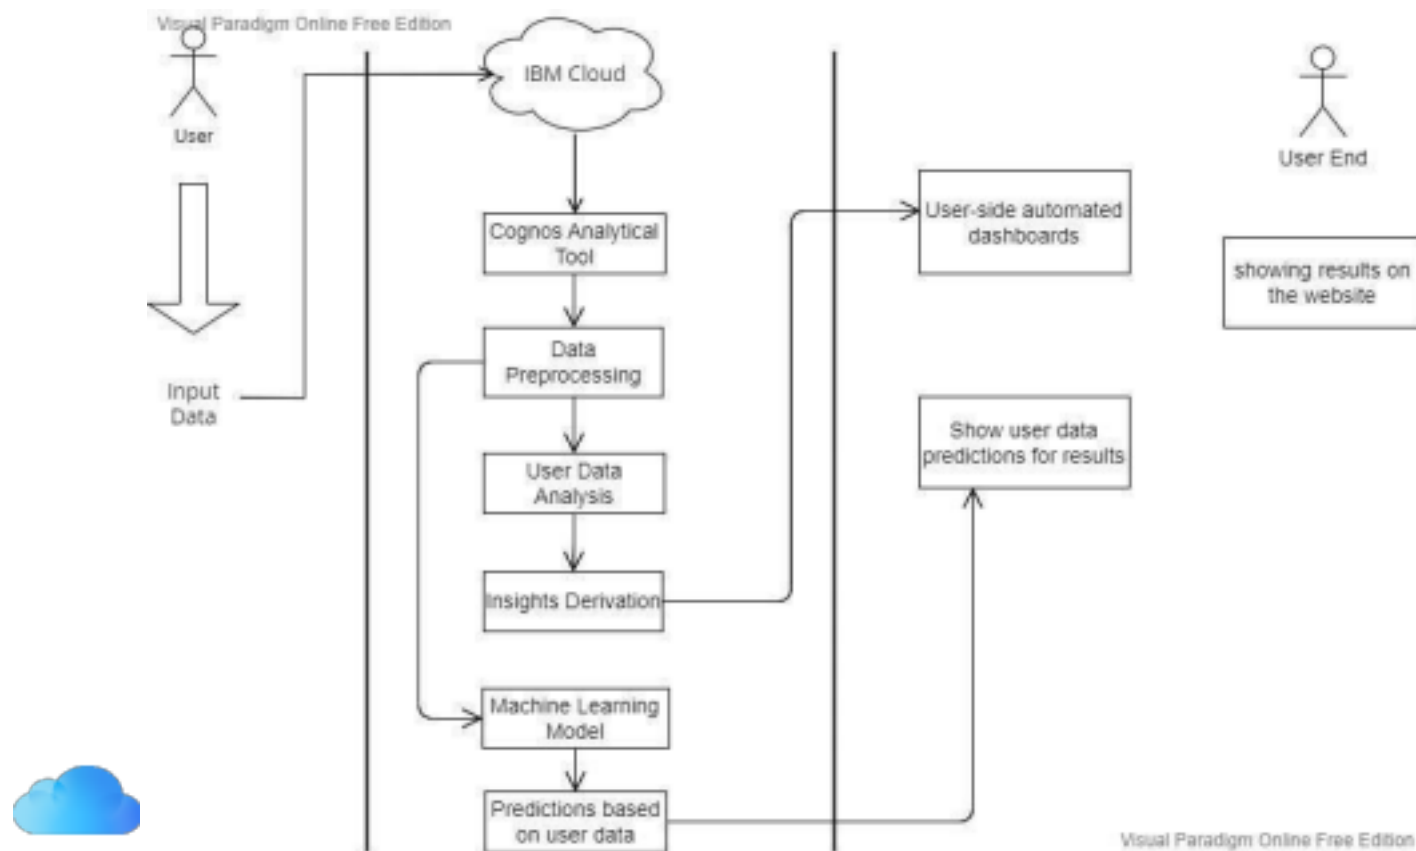 Visual Paradigm Online Free Edition
User
Input
Data
IBM Cloud
Cognos Analytical
Tool
Data
Preprocessing
User Data
Analysis
Insights Derivation
Machine Learning
Model
Predictions based
on user data
User-side automated
dashboards
Show user data
predictions for results
User End
showing results on
the website
Visual Paradigm Online Free Edition